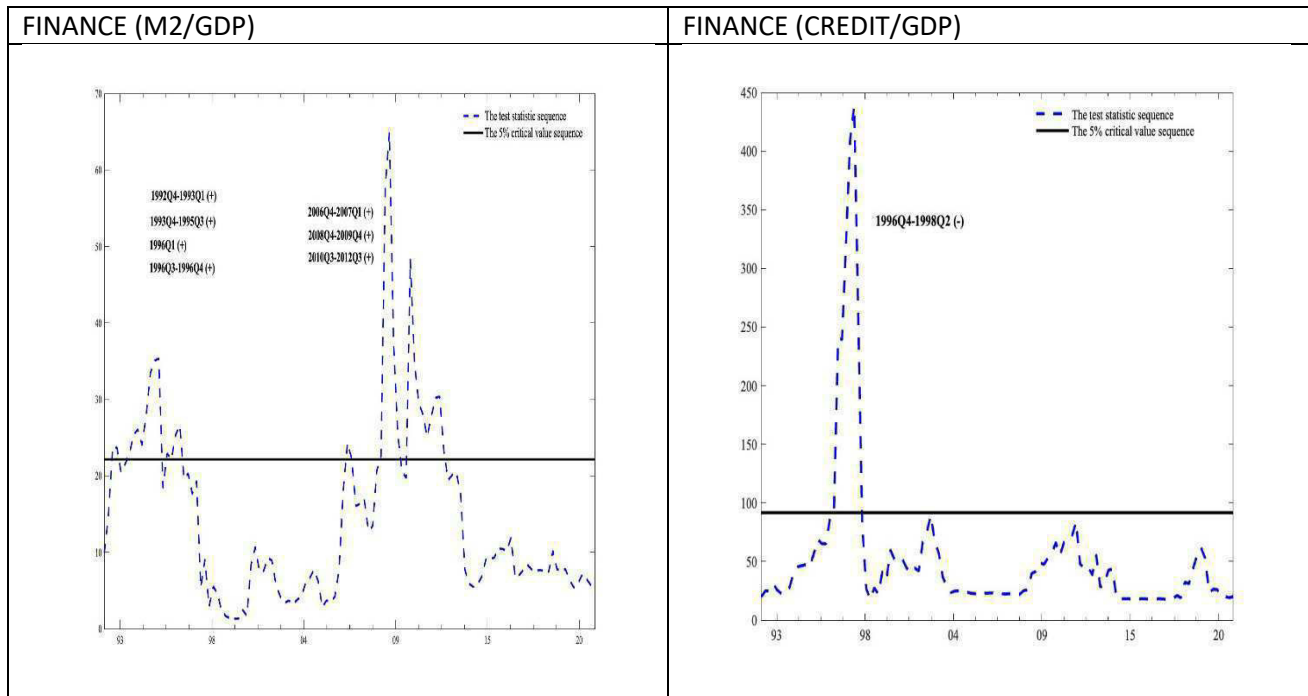 FINANCE (M2/GDP)
70
60
50
40
30
20
10
0
93
98
04
09
15
20
The test statistic sequence
The 5% critical value sequence
1992Q4-1993Q1 (+)
1993Q4-1995Q3 (+)
1996Q1 (+)
1996Q3-1996Q4 (+)
2006Q4-2007Q1 (+)
2008Q4-2009Q4 (+)
2010Q3-2012Q3 (+)
FINANCE (CREDIT/GDP)
450
400
350
300
250
200
150
100
50
0
93
98
04
09
15
20
The test statistic sequence
The 5% critical value sequence
1996Q4-1998Q2 (-)